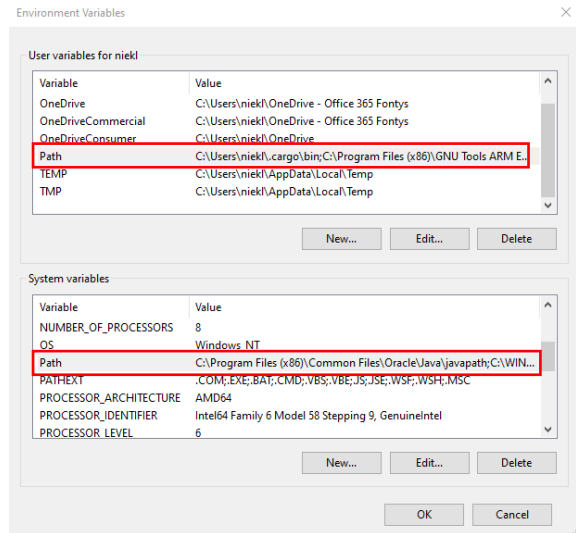 Environment Variables
User variables for niekl
Variable Value
OneDrive C:\Users\niekl\OneDrive - Office 365 Fontys
OneDriveCommercial C:\Users\niekl\OneDrive - Office 365 Fontys
OneDriveConsumer C:\Users\niekl\OneDrive
Path C:\Users\niekl\.cargo\bin;C:\Program Files (x86)\GNU Tools ARM E...
TEMP C:\Users\niekl\AppData\Local\Temp
TMP C:\Users\niekl\AppData\Local\Temp
New... Edit... Delete
System variables
Variable Value
NUMBER_OF_PROCESSORS 8
OS Windows_NT
Path C:\Program Files (x86)\Common Files\Oracle\Java\javapath;C:\WIN...
PATHEXT .COM;.EXE;.BAT;.CMD;.VBS;.VBE;.JS;.JSE;.WSF;.WSH;.MSC
PROCESSOR_ARCHITECTURE AMD64
PROCESSOR_IDENTIFIER Intel64 Family 6 Model 58 Stepping 9, GenuineIntel
PROCESSOR_LEVEL 6
New... Edit... Delete
OK Cancel